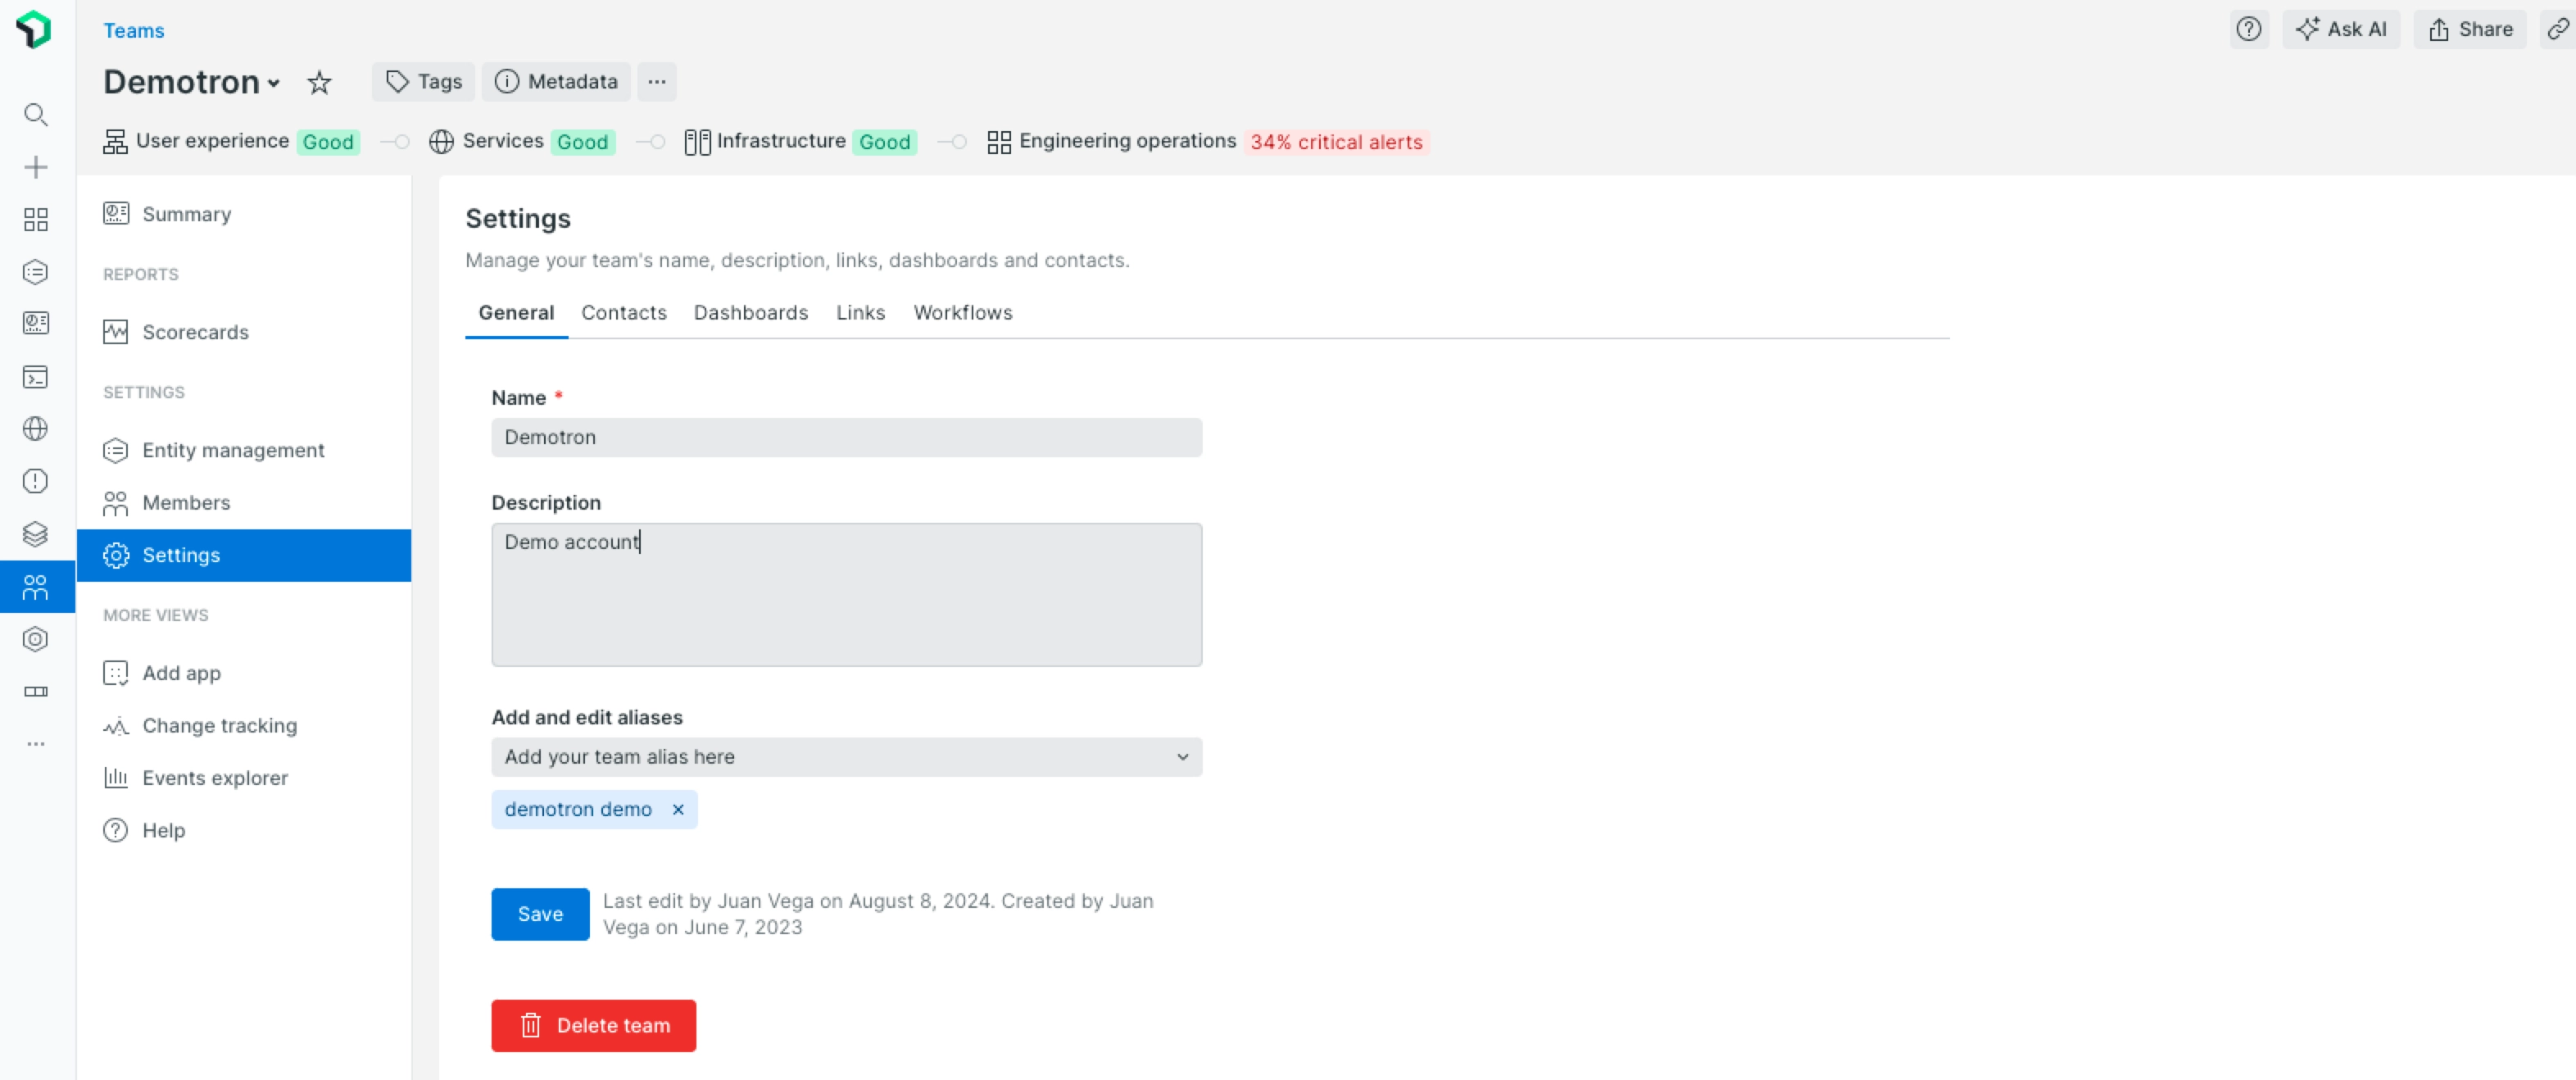 Teams
Ask AI
Share
Demotron
Tags
Metadata
User experience Good Services Good Infrastructure Good Engineering operations 34% critical alerts
Summary
REPORTS
Scorecards
SETTINGS
Entity management
Members
Settings
MORE VIEWS
Add app
Change tracking
Events explorer
Help
Settings
Manage your team's name, description, links, dashboards and contacts.
General Contacts Dashboards Links Workflows
Name *
Demotron
Description
Demo account
Add and edit aliases
Add your team alias here
demotron demo ×
Save
Last edit by Juan Vega on August 8, 2024. Created by Juan
Vega on June 7, 2023
Delete team